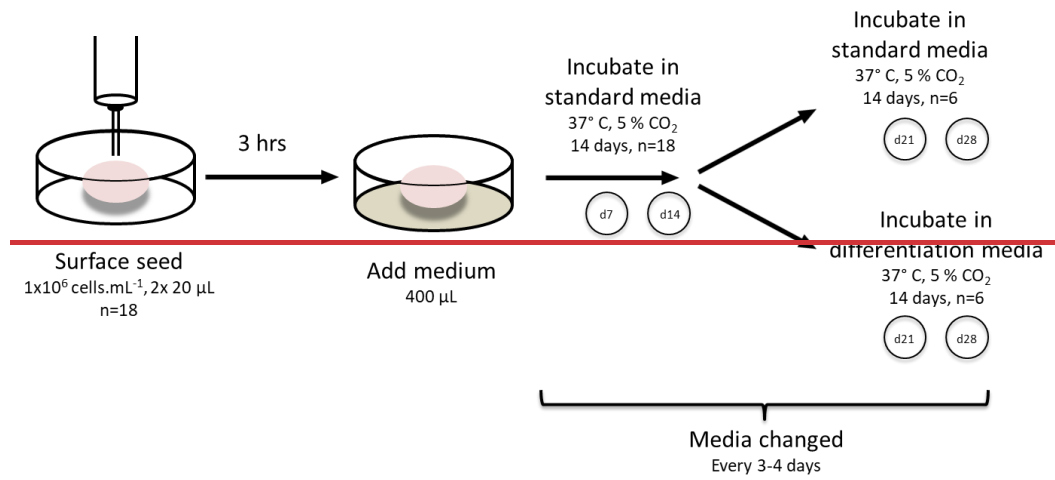 Surface seed
1x10⁶ cells.mL⁻¹, 2x 20 µL
n=18
3 hrs
Add medium
400 µL
Incubate in
standard media
37° C, 5 % CO₂
14 days, n=18
d7
d14
Incubate in
standard media
37° C, 5 % CO₂
14 days, n=6
d21
d28
Incubate in
differentiation media
37° C, 5 % CO₂
14 days, n=6
d21
d28
Media changed
Every 3-4 days